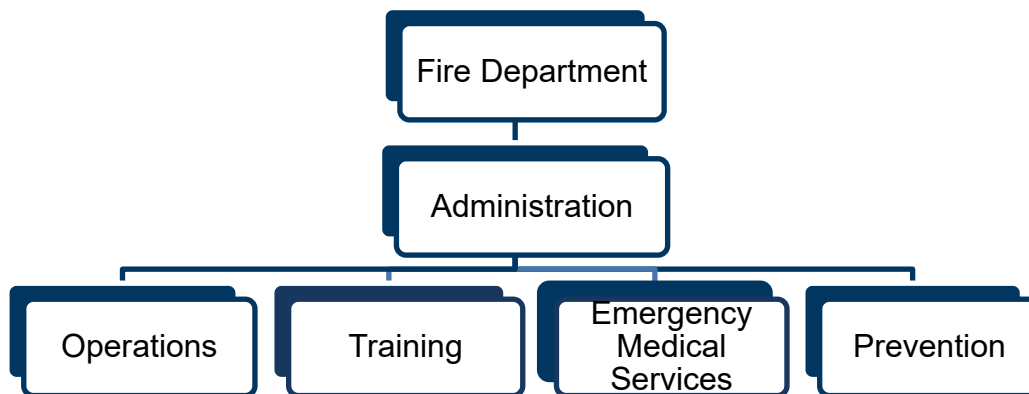 Fire Department
Administration
Operations
Training
Emergency
Medical
Services
Prevention